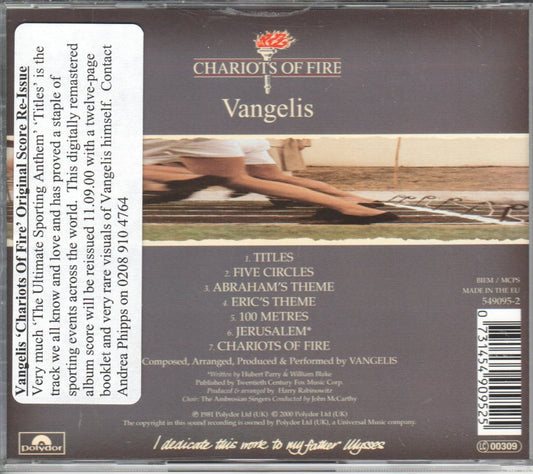 Vangelis 'Chariots Of Fire' Original Score Re-Issue
Very much 'The Ultimate Sporting Anthem' 'Titles' is the
track we all know and love and has proved a staple of
sporting events across the world. This digitally remastered
album score will be reissued 11.09.00 with a twelve-page
booklet and very rare visuals of Vangelis himself. Contact
Andrea Phipps on 0208 910 4764
CHARIOTS OF FIRE
Vangelis
1. TITLES
2. FIVE CIRCLES
3. ABRAHAM'S THEME
4. ERIC'S THEME
5. 100 METRES
6. JERUSALEM*
7. CHARIOTS OF FIRE
Composed, Arranged, Produced & Performed by VANGELIS
*Written by Hubert Parry & William Blake
Published by Twentieth Century Fox Music Corp.
Produced & arranged by Harry Rabinowitz
Choir: The Ambrosian Singers Conducted by John McCarthy
℗ 1981 Polydor Ltd (UK) © 2000 Polydor Ltd (UK)
The copyright in this sound recording is owned by Polydor Ltd (UK), a Universal Music company.
I dedicate this work to my father Ulysses
polydor
BIEM / MCPS
MADE IN THE EU
549095-2
0 731454 909525
LC 00309